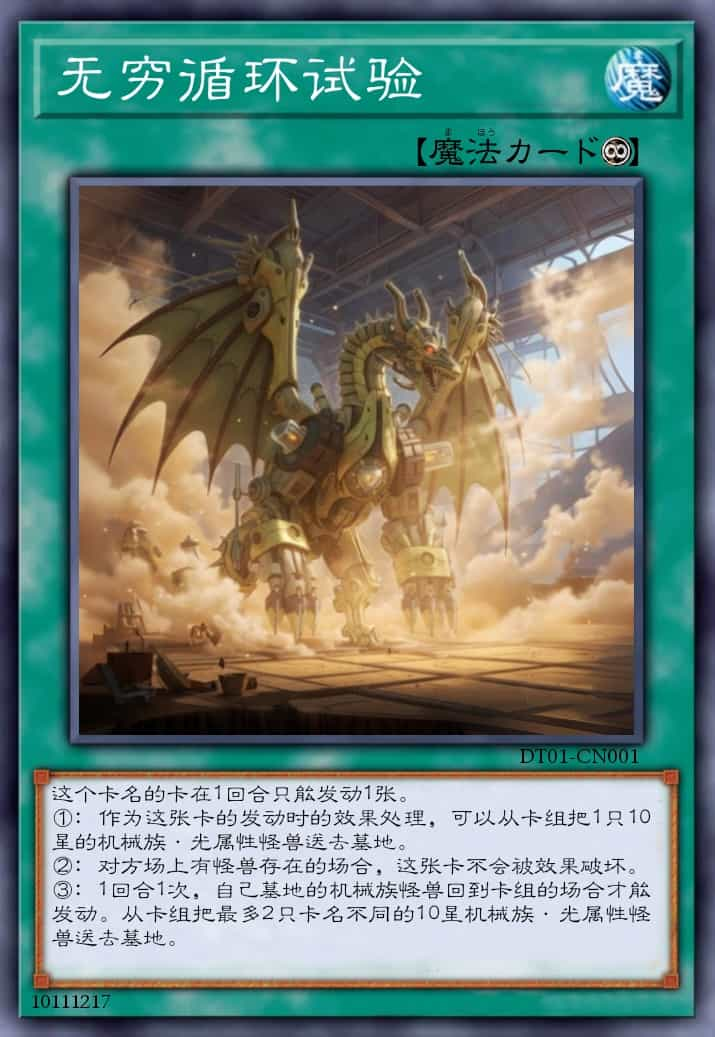 无穷循环试验
魔
【魔法カード♾】
ま ほう
DT01-CN001
这个卡名的卡在1回合只能发动1张。
①：作为这张卡的发动时的效果处理，可以从卡组把1只10
星的机械族·光属性怪兽送去墓地。
②：对方场上有怪兽存在的场合，这张卡不会被效果破坏。
③：1回合1次，自己墓地的机械族怪兽回到卡组的场合才能
发动。从卡组把最多2只卡名不同的10星机械族·光属性怪
兽送去墓地。
10111217